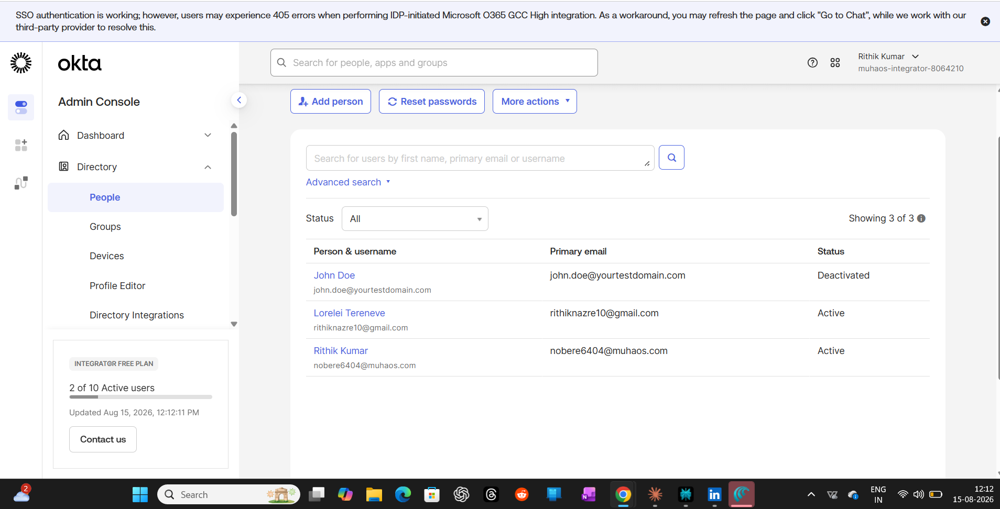 SSO authentication is working; however, users may experience 405 errors when performing IDP-initiated Microsoft O365 GCC High integration. As a workaround, you may refresh the page and click "Go to Chat", while we work with our
third-party provider to resolve this.
okta
Search for people, apps and groups
Rithik Kumar
muhaos-integrator-8064210
Admin Console
Dashboard
Directory
People
Groups
Devices
Profile Editor
Directory Integrations
INTEGRATOR FREE PLAN
2 of 10 Active users
Updated Aug 15, 2026, 12:12:11 PM
Contact us
Add person
Reset passwords
More actions
Search for users by first name, primary email or username
Advanced search
Status
All
Showing 3 of 3
Person & username
Primary email
Status
John Doe
john.doe@yourtestdomain.com
john.doe@yourtestdomain.com
Deactivated
Lorelei Tereneve
rithiknazre10@gmail.com
rithiknazre10@gmail.com
Active
Rithik Kumar
nobere6404@muhaos.com
nobere6404@muhaos.com
Active
2
Search
ENG
IN
12:12
15-08-2026